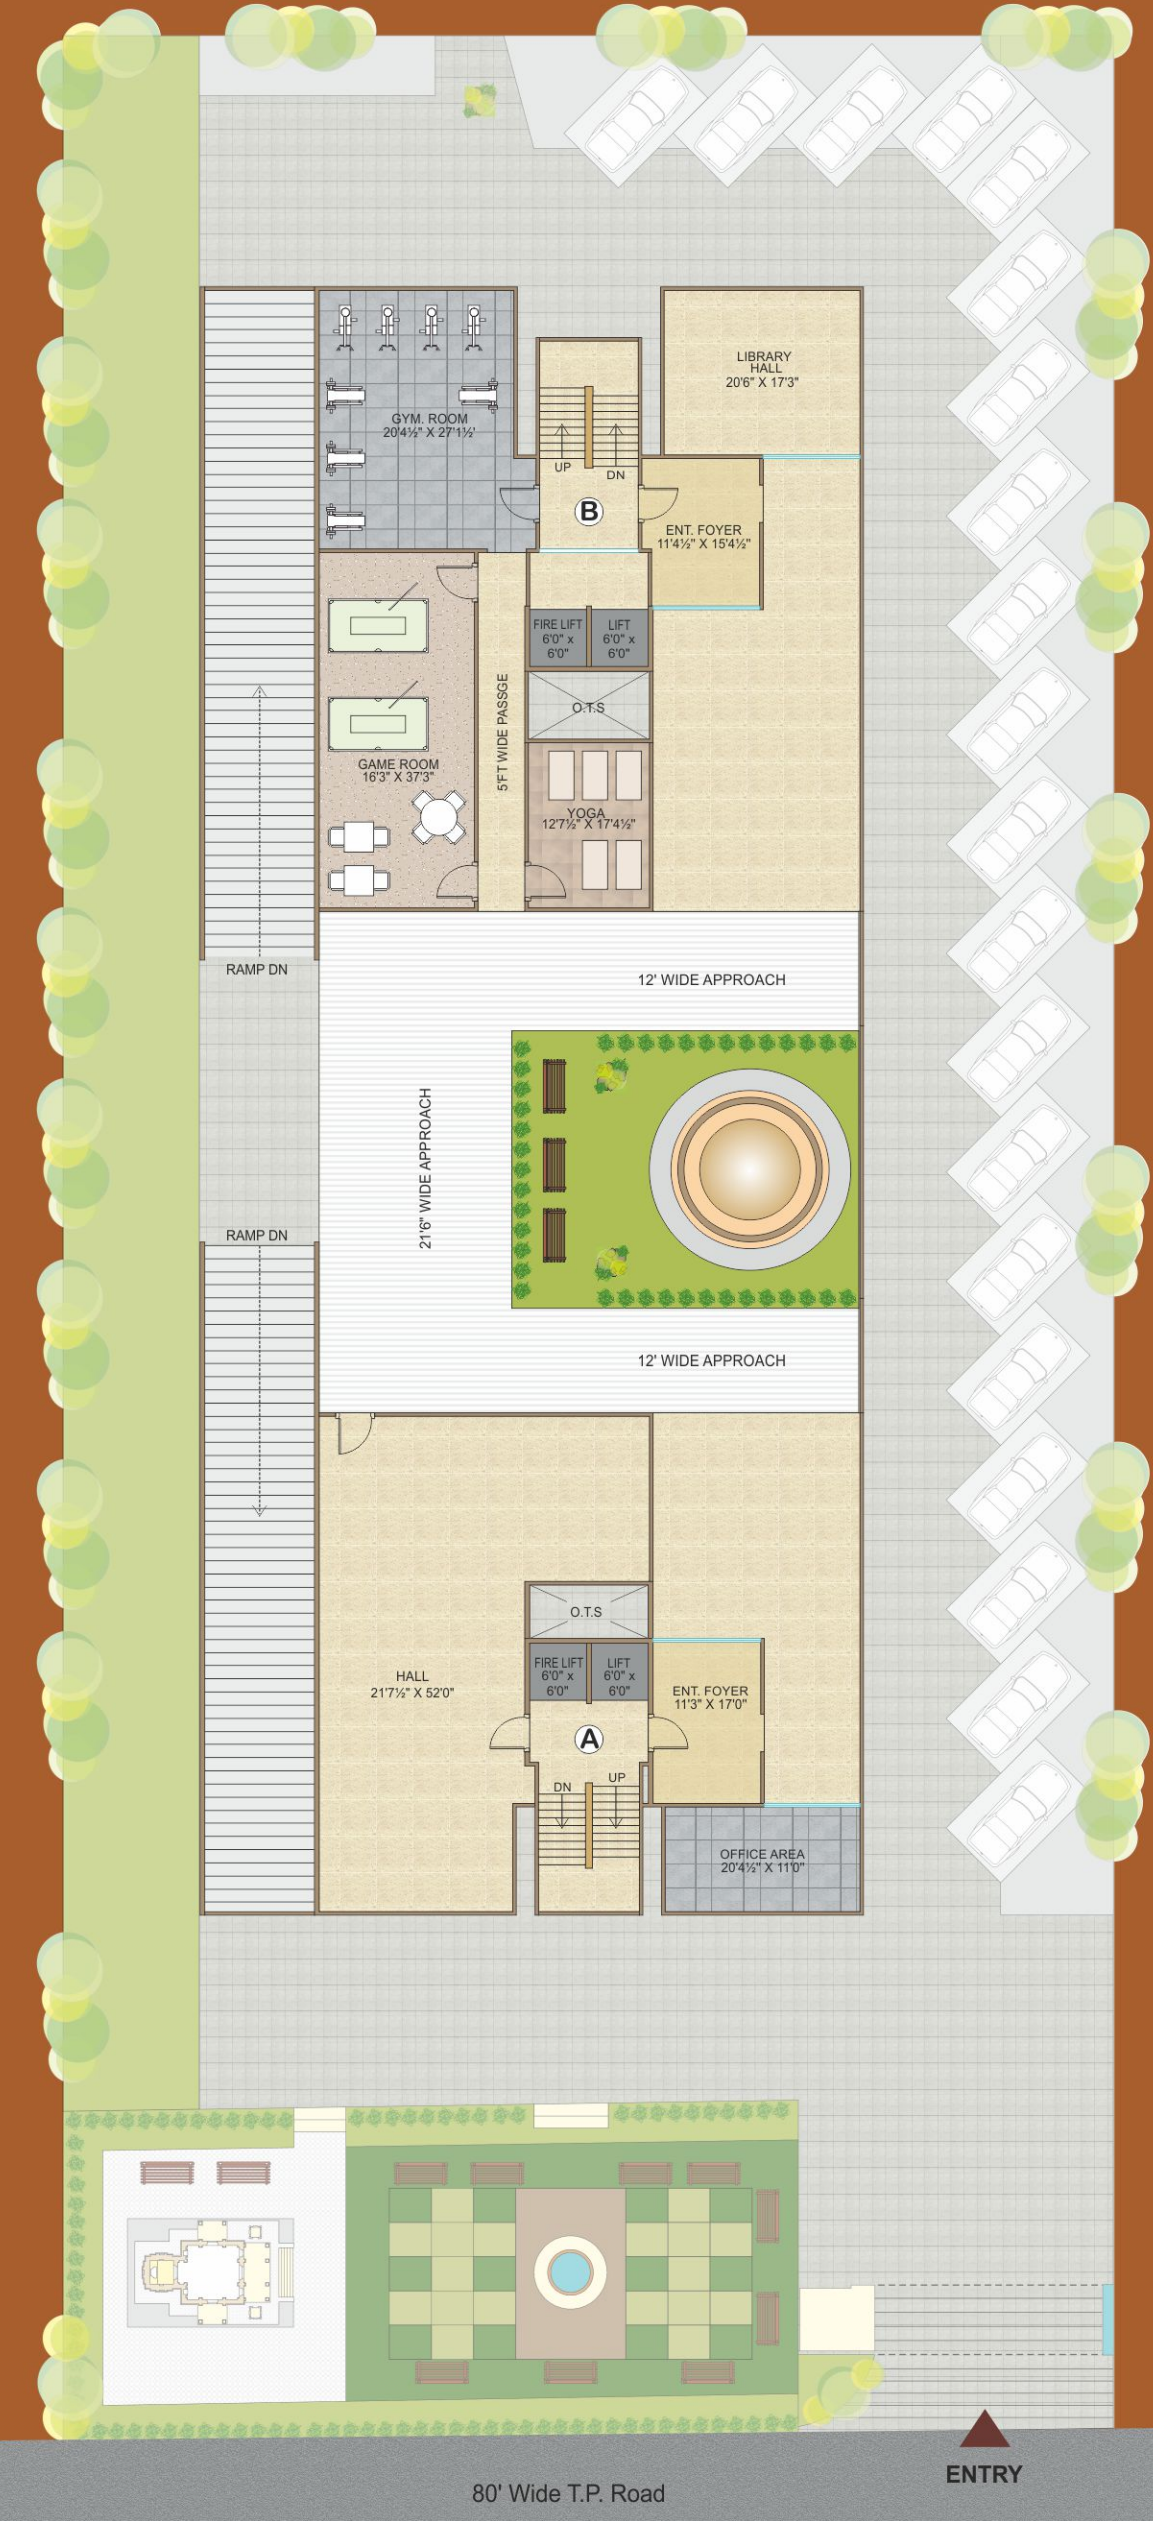 LIBRARY
HALL
20'6" X 17'3"
GYM. ROOM
20'4½" X 27'1½'
UP
DN
B
ENT. FOYER
11'4½" X 15'4½"
FIRE LIFT
6'0" x
6'0"
LIFT
6'0" x
6'0"
5'FT WIDE PASSGE
O.T.S
GAME ROOM
16'3" X 37'3"
YOGA
12'7½" X 17'4½"
RAMP DN
12' WIDE APPROACH
21'6" WIDE APPROACH
RAMP DN
12' WIDE APPROACH
O.T.S
FIRE LIFT
6'0" x
6'0"
LIFT
6'0" x
6'0"
HALL
21'7½" X 52'0"
ENT. FOYER
11'3" X 17'0"
A
DN
UP
OFFICE AREA
20'4½" X 11'0"
ENTRY
80' Wide T.P. Road